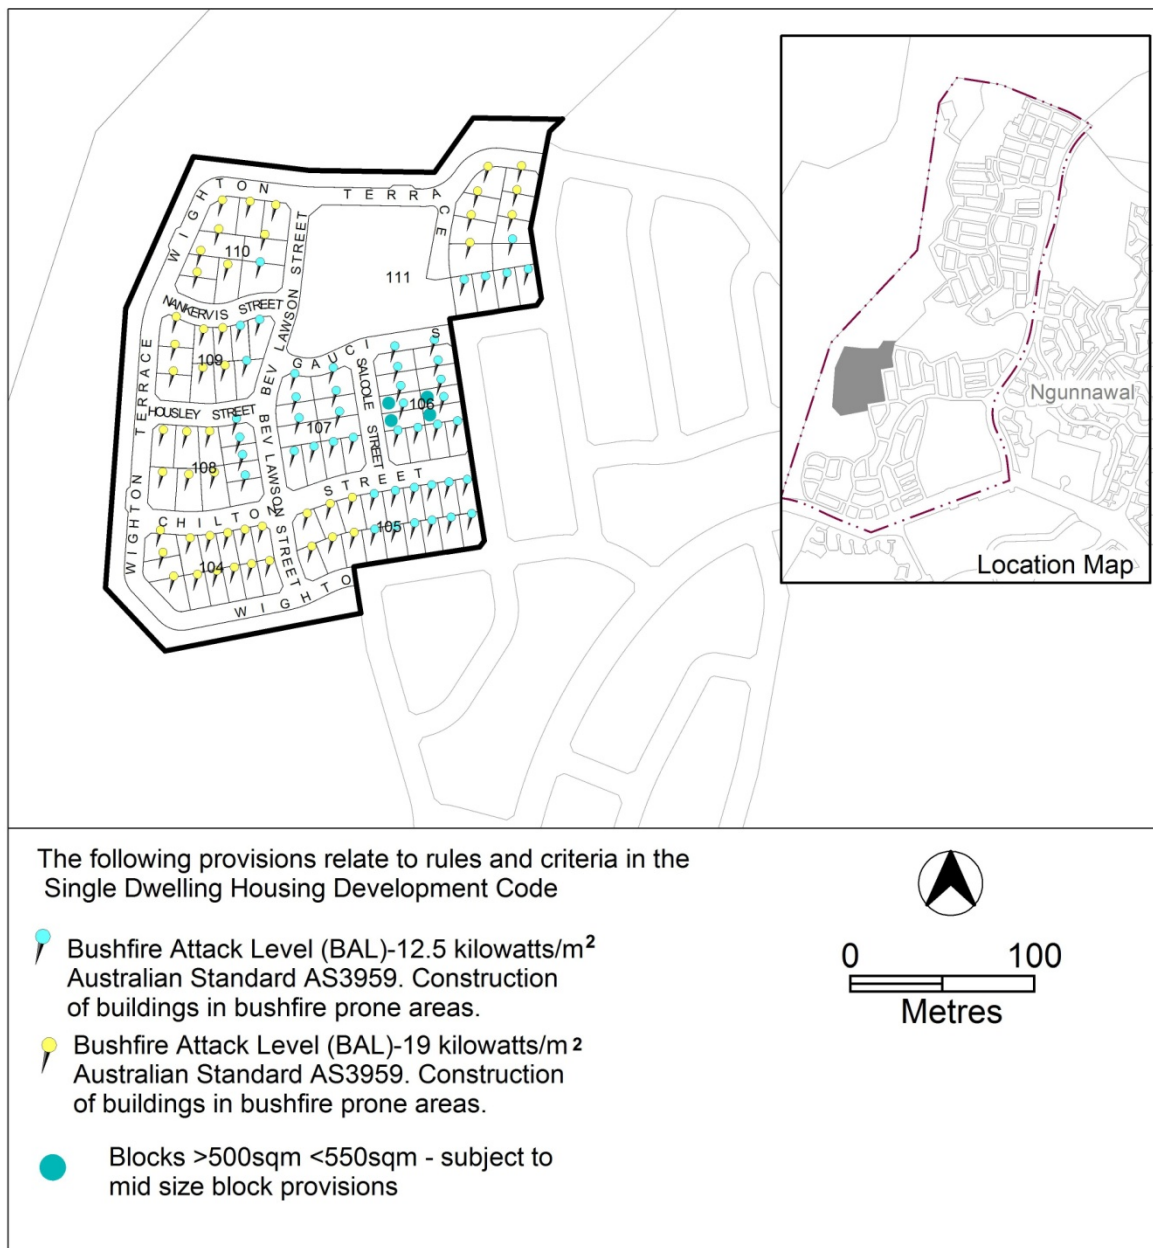 WIGHTON
TERRACE
110
BEV LAWSON STREET
111
NANKERVIS STREET
109
WIGHTON TERRACE
GAUCI S
SALOOLE STREET
106
107
HOUSLEY STREET
BEV LAWSON STREET
108
CHILTON STREET
105
104
WIGHTO
Ngunnawal
Location Map
The following provisions relate to rules and criteria in the
Single Dwelling Housing Development Code
Bushfire Attack Level (BAL)-12.5 kilowatts/m²
Australian Standard AS3959. Construction
of buildings in bushfire prone areas.
Bushfire Attack Level (BAL)-19 kilowatts/m²
Australian Standard AS3959. Construction
of buildings in bushfire prone areas.
Blocks >500sqm <550sqm - subject to
mid size block provisions
0 100
Metres